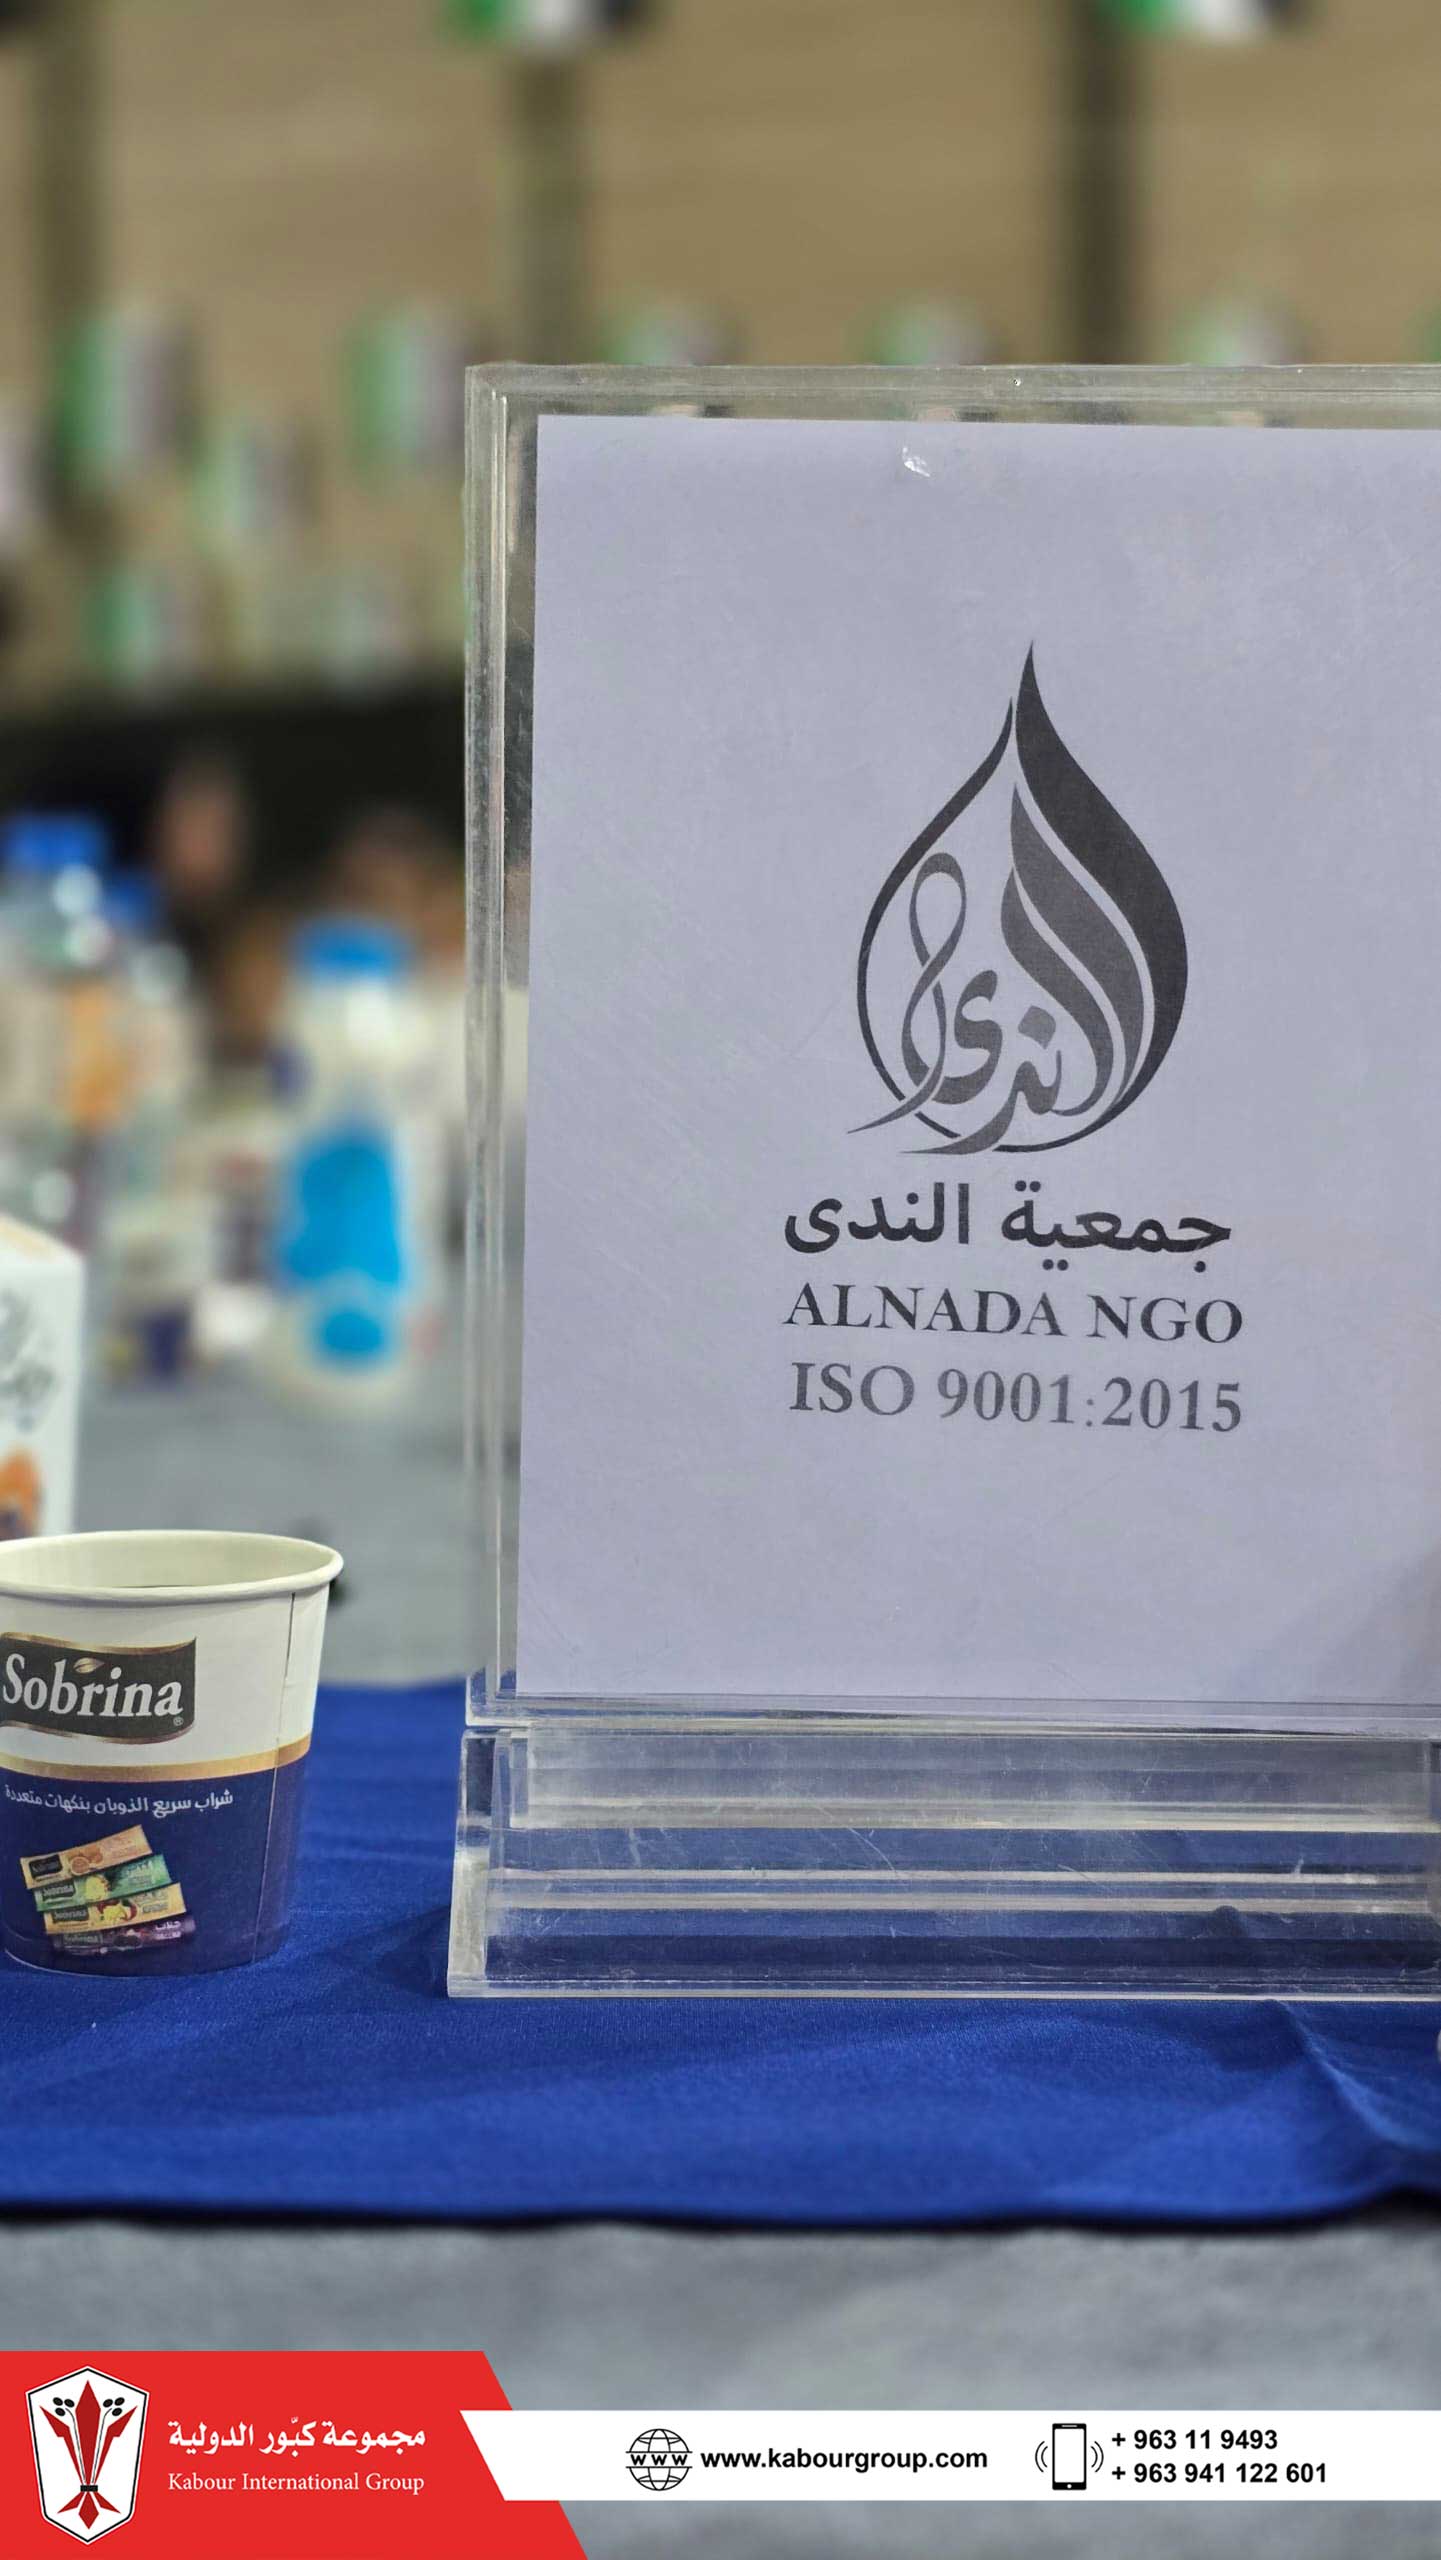 الندى
جمعية الندى
ALNADA NGO
ISO 9001:2015
Sobrina
شراب سريع الذوبان بنكهات متعددة
مجموعة كبّور الدولية
Kabour International Group
www
www.kabourgroup.com
+ 963 11 9493
+ 963 941 122 601